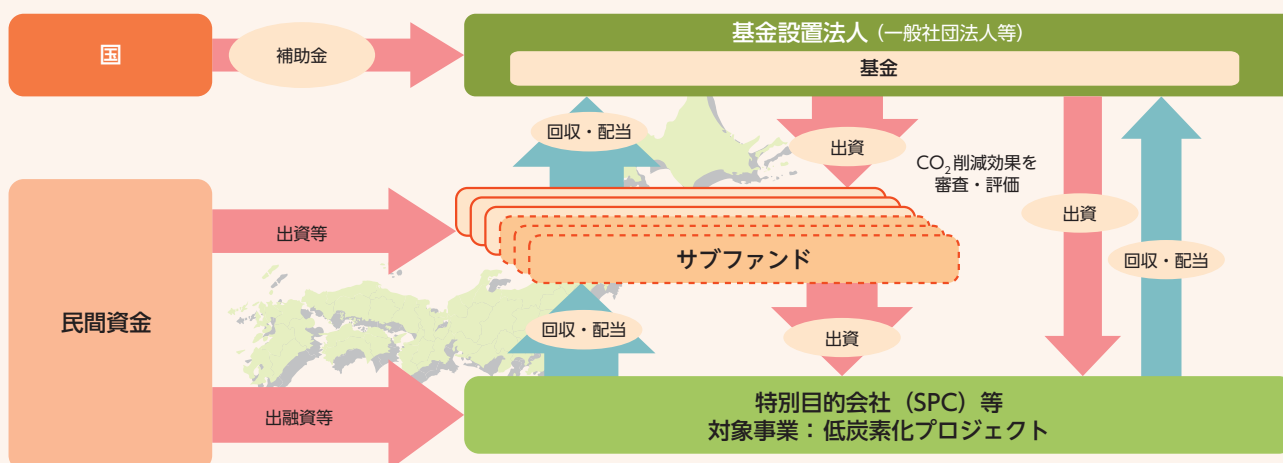 国
補助金
基金設置法人（一般社団法人等）
基金
回収・配当
出資
CO₂削減効果を
審査・評価
出資
回収・配当
出資等
サブファンド
民間資金
回収・配当
出資
出融資等
特別目的会社（SPC）等
対象事業：低炭素化プロジェクト